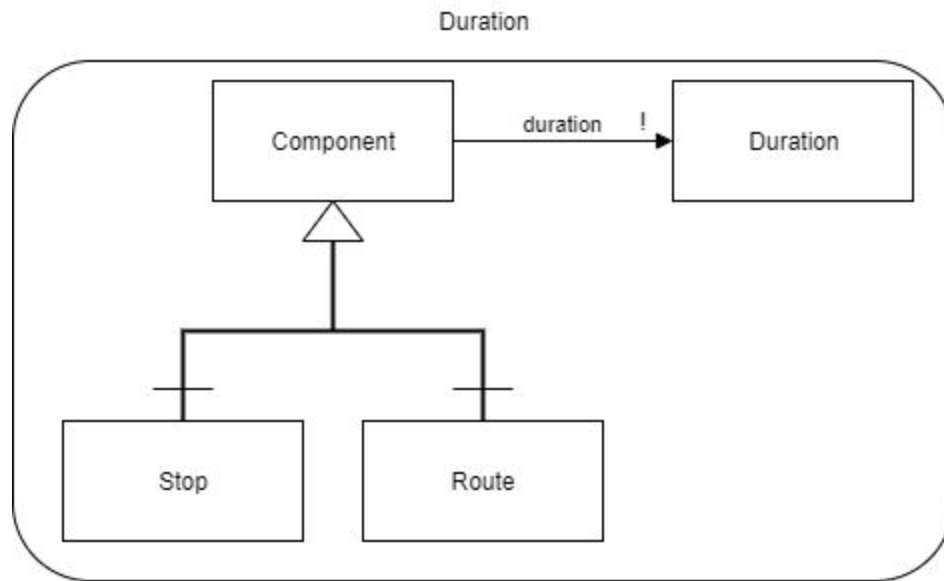 Duration
Component
duration
!
Duration
Stop
Route